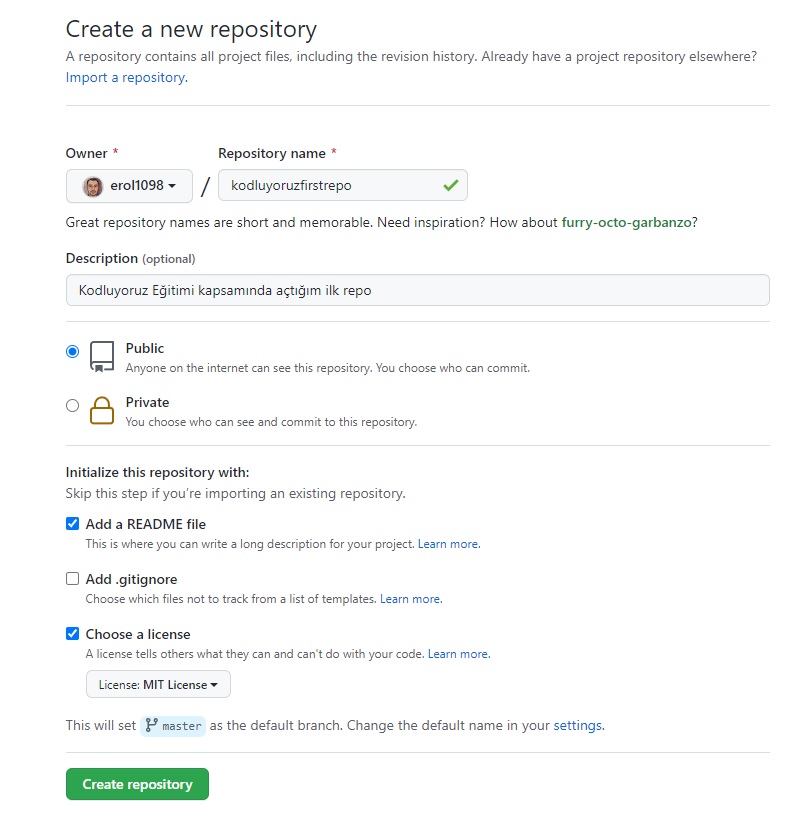 Create a new repository
A repository contains all project files, including the revision history. Already have a project repository elsewhere?
Import a repository.
Owner * Repository name *
erol1098 / kodluyoruzfirstrepo
Great repository names are short and memorable. Need inspiration? How about furry-octo-garbanzo?
Description (optional)
Kodluyoruz Eğitimi kapsamında açtığım ilk repo
Public
Anyone on the internet can see this repository. You choose who can commit.
Private
You choose who can see and commit to this repository.
Initialize this repository with:
Skip this step if you’re importing an existing repository.
Add a README file
This is where you can write a long description for your project. Learn more.
Add .gitignore
Choose which files not to track from a list of templates. Learn more.
Choose a license
A license tells others what they can and can't do with your code. Learn more.
License: MIT License
This will set master as the default branch. Change the default name in your settings.
Create repository